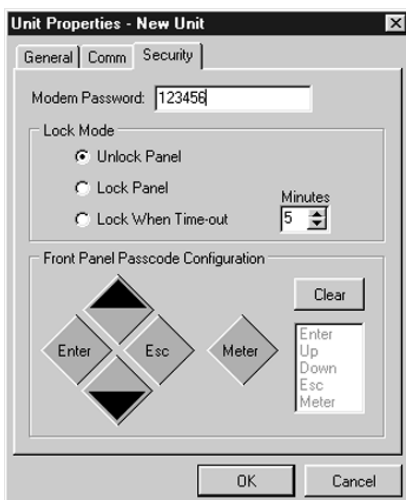 Unit Properties - New Unit
General Comm Security
Modem Password: 123456
Lock Mode
Unlock Panel
Lock Panel
Minutes
Lock When Time-out 5
Front Panel Passcode Configuration
Clear
Enter Esc Meter
Enter
Up
Down
Esc
Meter
OK Cancel